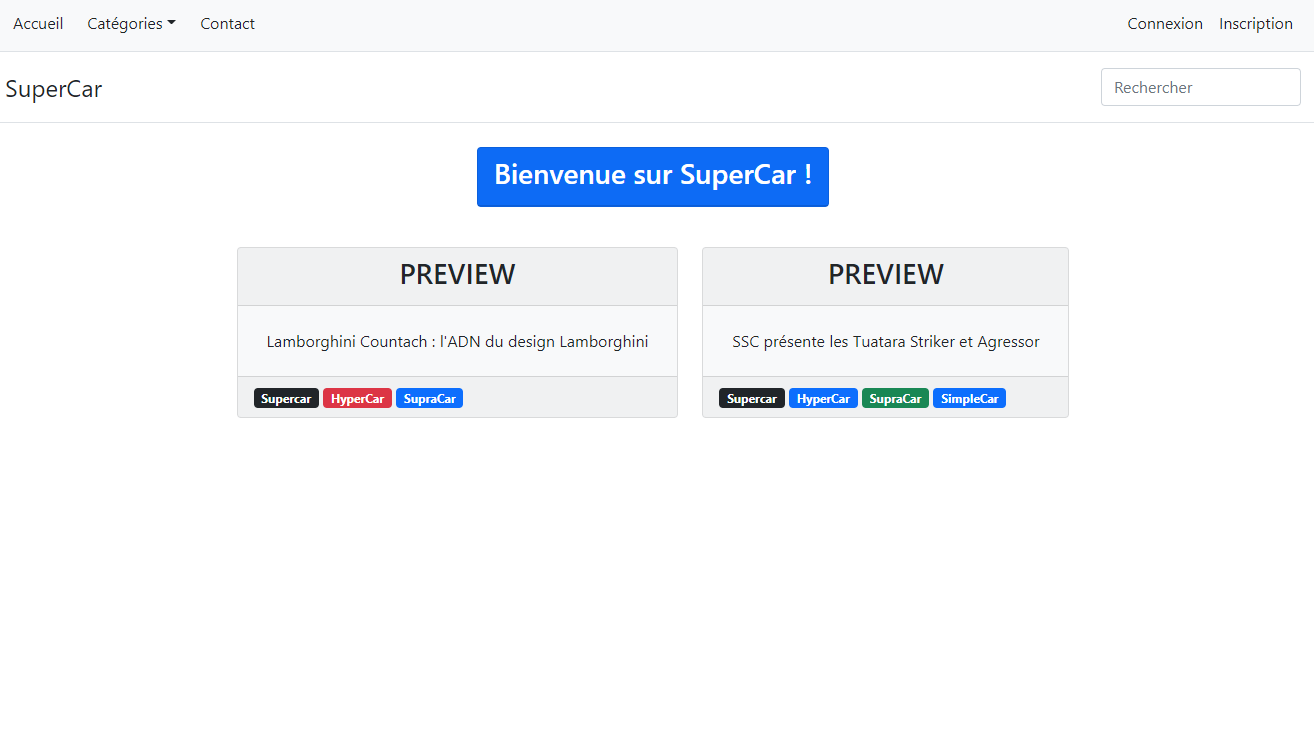 Accueil Catégories Contact Connexion Inscription
SuperCar Rechercher
Bienvenue sur SuperCar !
PREVIEW
Lamborghini Countach : l'ADN du design Lamborghini
Supercar HyperCar SupraCar
PREVIEW
SSC présente les Tuatara Striker et Agressor
Supercar HyperCar SupraCar SimpleCar